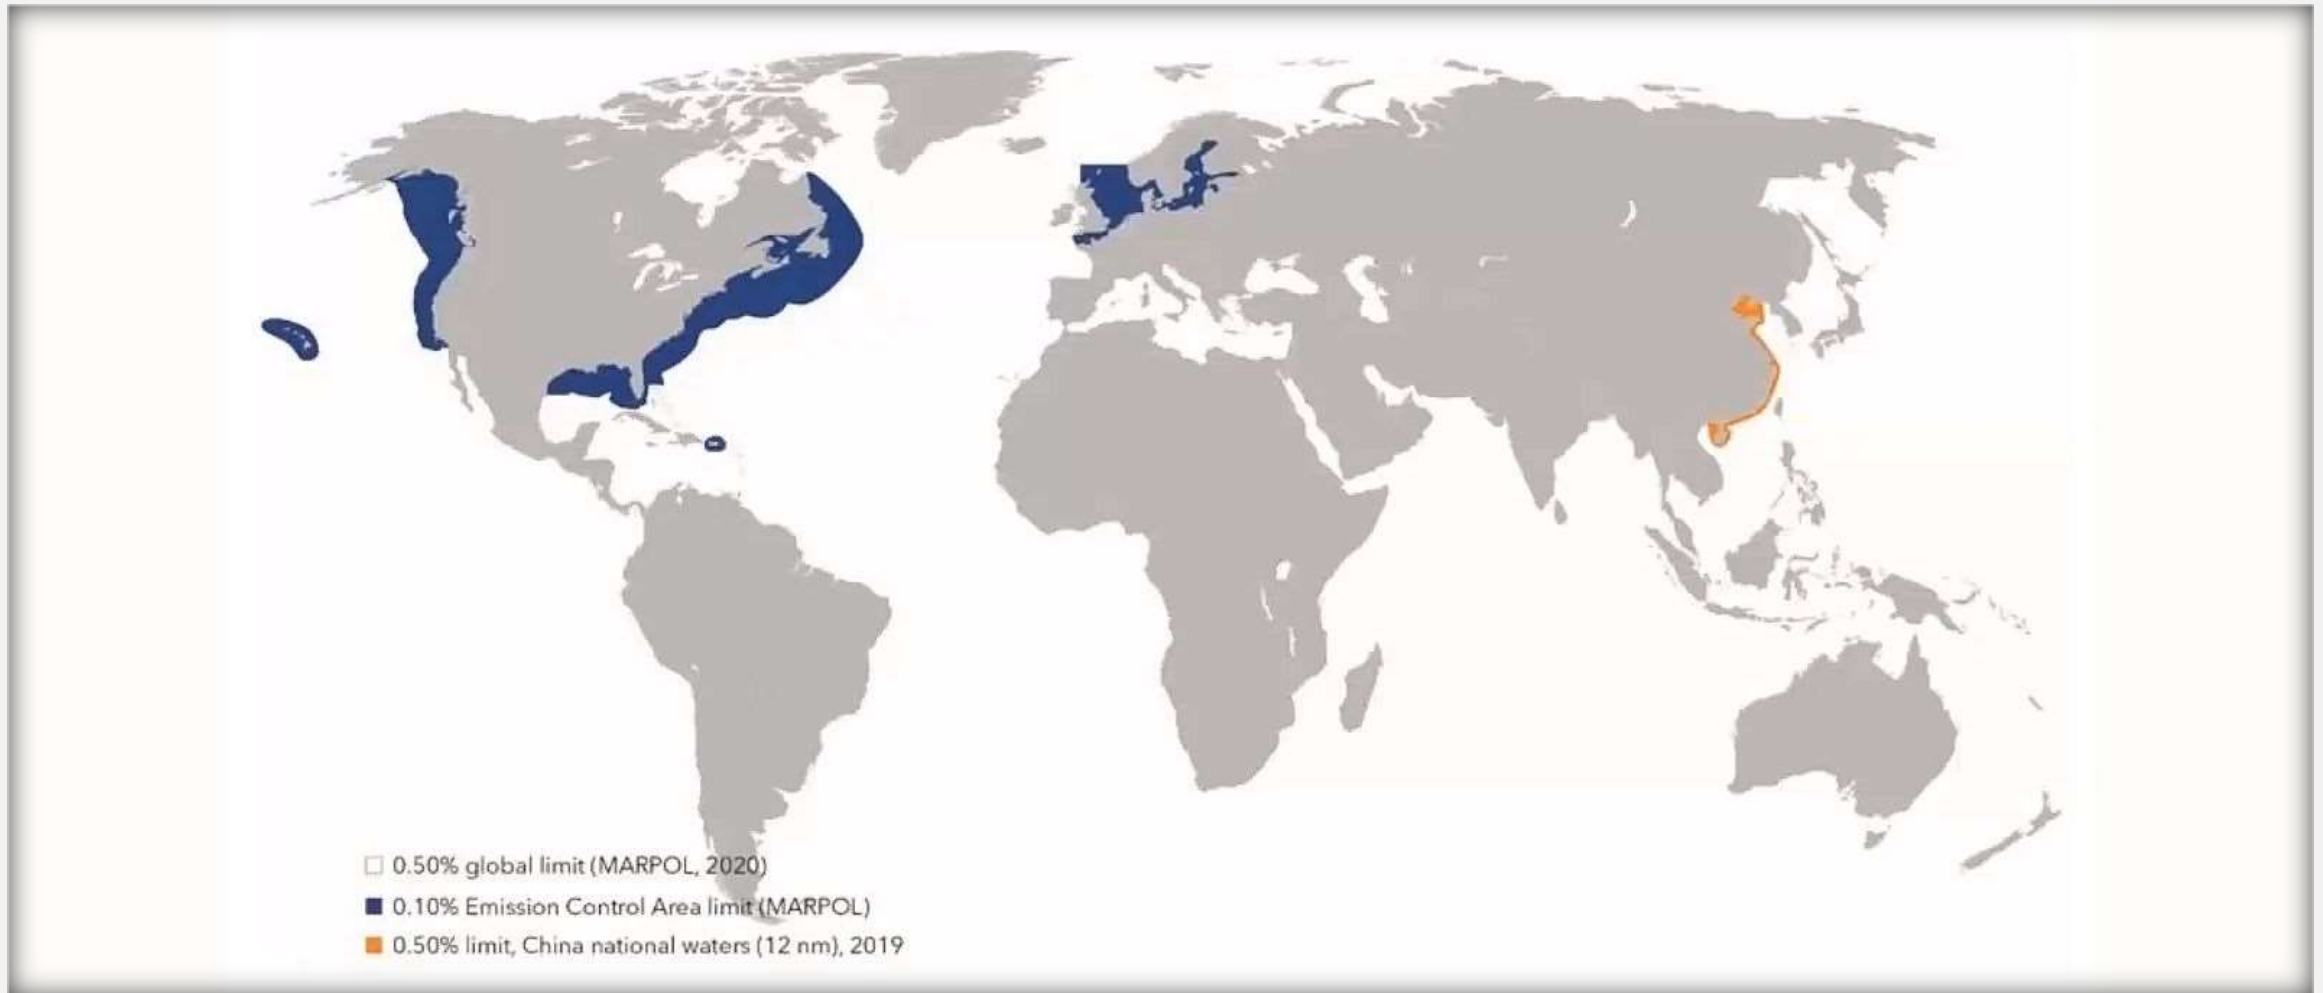 0.50% global limit (MARPOL, 2020)
0.10% Emission Control Area limit (MARPOL)
0.50% limit, China national waters (12 nm), 2019